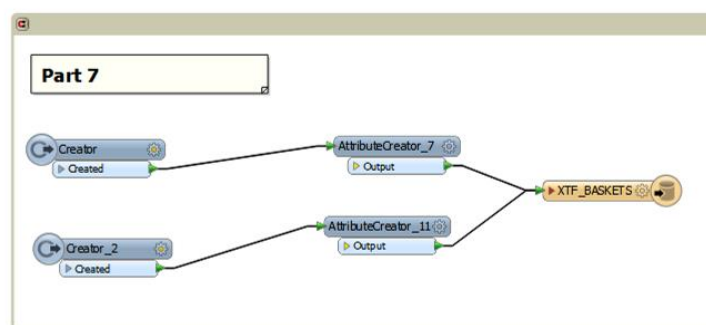 Part 7
Creator
Created
AttributeCreator_7
Output
XTF_BASKETS
Creator_2
Created
AttributeCreator_11
Output